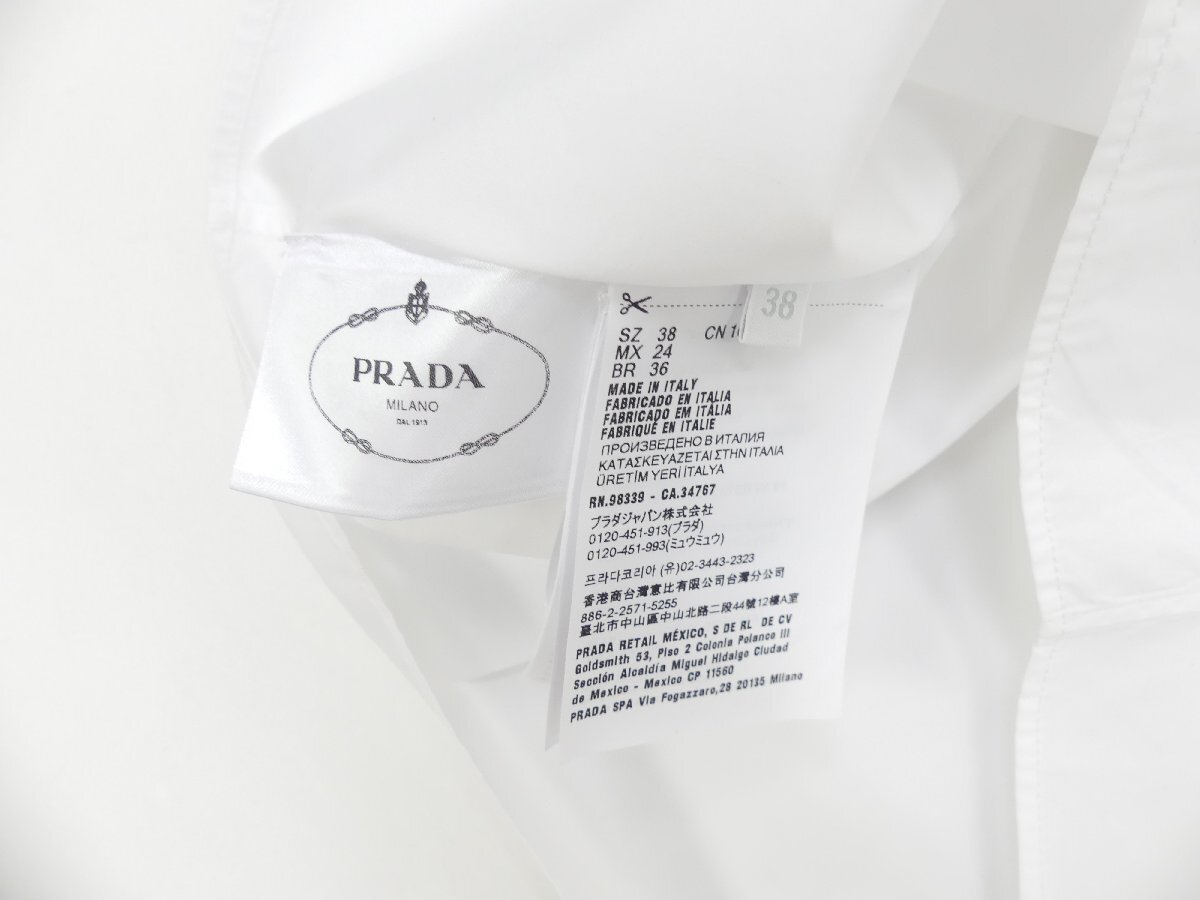 PRADA
MILANO
DAL 1913
38
SZ 38 CN
MX 24
BR 36
MADE IN ITALY
FABRICADO EN ITALIA
FABRICADO EM ITÁLIA
FABRIQUÉ EN ITALIE
ПРОИЗВЕДЕНО В ИТАЛИЯ
ΚΑΤΑΣΚΕΥΑΖΕΤΑΙ ΣΤΗΝ ΙΤΑΛΙΑ
ÜRETİM YERİ İTALYA
RN.98339 - CA.34767
プラダジャパン株式会社
0120-451-913(プラダ)
0120-451-993(ミュウミュウ)
프라다코리아 (유)02-3443-2323
香港商台灣意比有限公司台灣分公司
886-2-2571-5255
臺北市中山區中山北路二段44號12樓A室
PRADA RETAIL MÉXICO, S DE RL DE CV
Goldsmith 53, Piso 2 Colonia Polanco III
Sección Alcaldía Miguel Hidalgo Ciudad
de Mexico - Mexico CP 11560
PRADA SPA Via Fogazzaro,28 20135 Milano